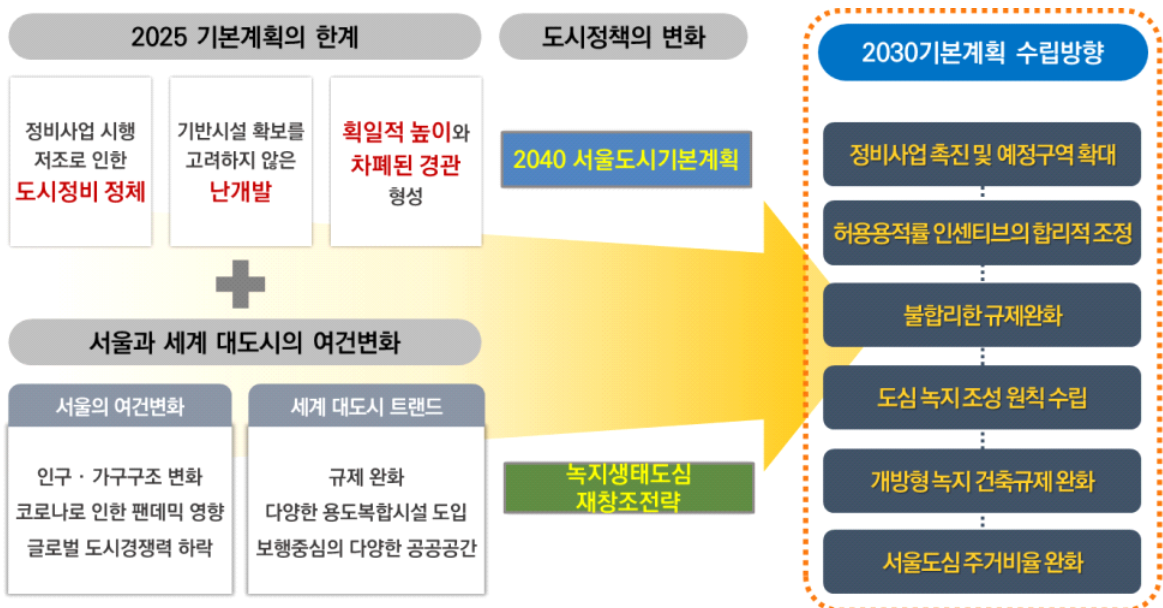 2025 기본계획의 한계
정비사업 시행
저조로 인한
도시정비 정체
기반시설 확보를
고려하지 않은
난개발
획일적 높이와
차폐된 경관
형성
서울과 세계 대도시의 여건변화
서울의 여건변화
인구 · 가구구조 변화
코로나로 인한 팬데믹 영향
글로벌 도시경쟁력 하락
세계 대도시 트랜드
규제 완화
다양한 용도복합시설 도입
보행중심의 다양한 공공공간
도시정책의 변화
2040 서울도시기본계획
녹지생태도심
재창조전략
2030기본계획 수립방향
정비사업 촉진 및 예정구역 확대
허용용적률 인센티브의 합리적 조정
불합리한 규제완화
도심 녹지 조성 원칙 수립
개방형 녹지 건축규제 완화
서울도심 주거비율 완화